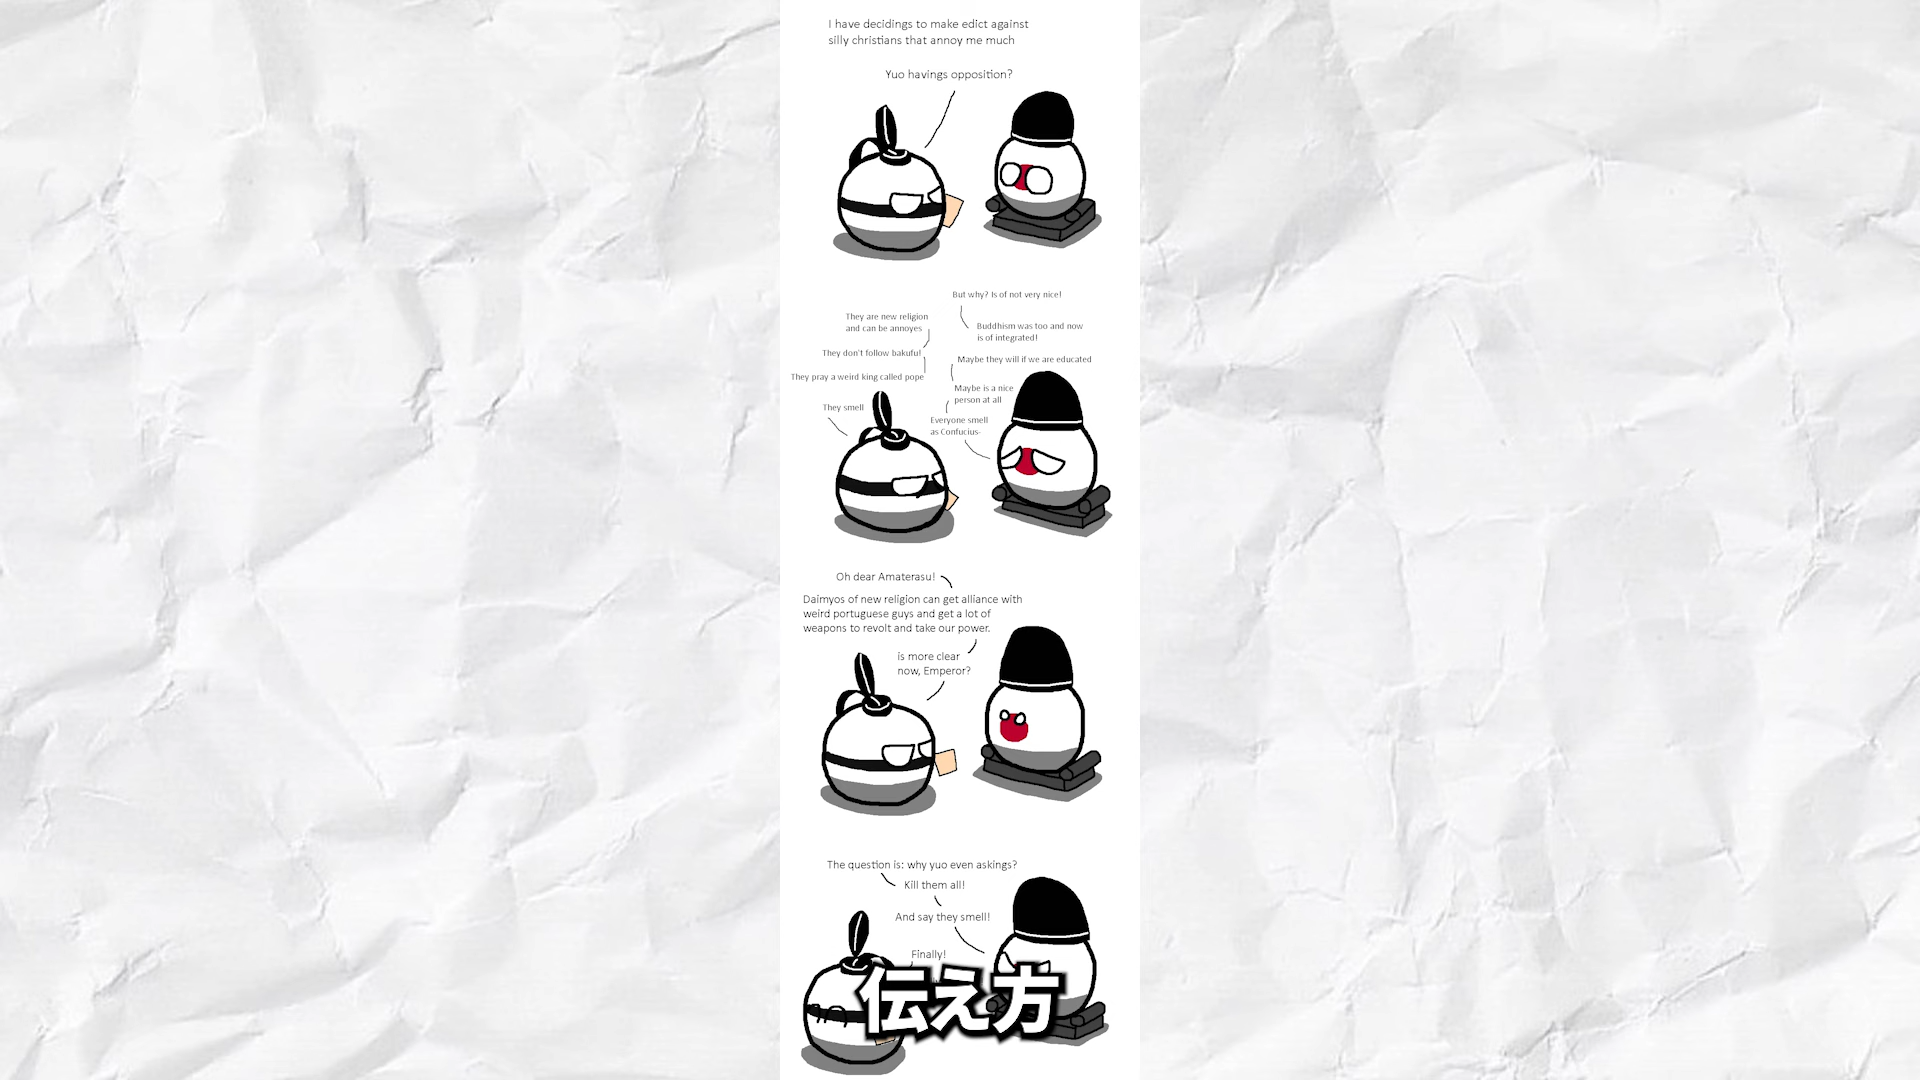 I have decidings to make edict against
silly christians that annoy me much
Yuo havings opposition?
But why? Is of not very nice!
They are new religion
and can be annoyes
Buddhism was too and now
is of integrated!
They don't follow bakufu!
Maybe they will if we are educated
They pray a weird king called pope
Maybe is a nice
person at all
They smell
Everyone smell
as Confucius-
Oh dear Amaterasu!
Daimyos of new religion can get alliance with
weird portuguese guys and get a lot of
weapons to revolt and take our power.
is more clear
now, Emperor?
The question is: why yuo even askings?
Kill them all!
And say they smell!
Finally!
伝え方